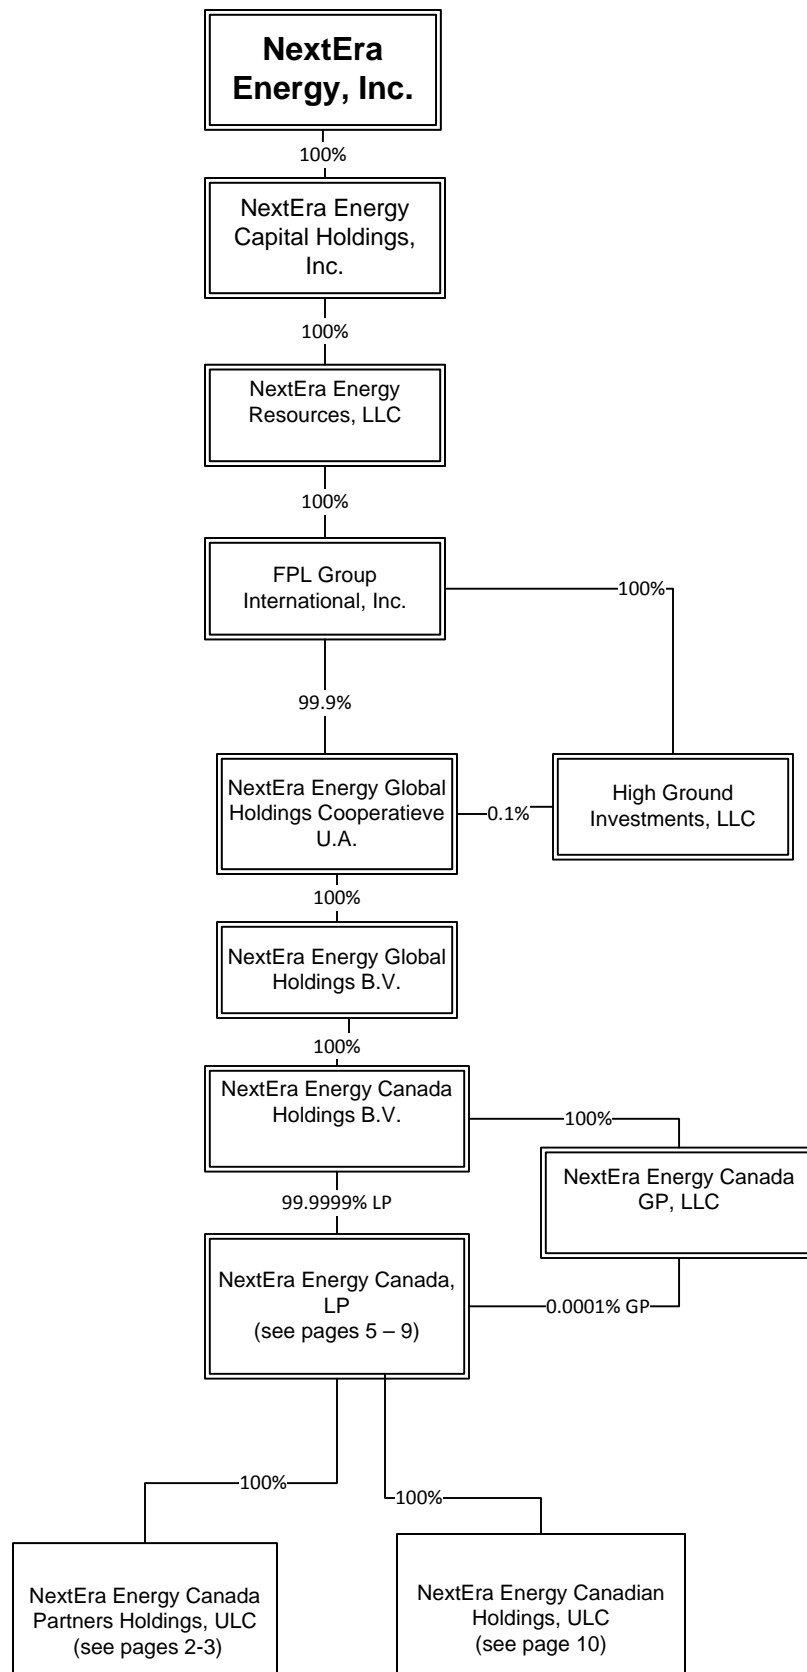 NextEra
Energy, Inc.
100%
NextEra Energy
Capital Holdings,
Inc.
100%
NextEra Energy
Resources, LLC
100%
FPL Group
International, Inc.
100%
99.9%
NextEra Energy Global
Holdings Cooperatieve
U.A.
0.1%
High Ground
Investments, LLC
100%
NextEra Energy Global
Holdings B.V.
100%
NextEra Energy Canada
Holdings B.V.
100%
NextEra Energy Canada
GP, LLC
99.9999% LP
NextEra Energy Canada,
LP
(see pages 5 – 9)
0.0001% GP
100%
100%
NextEra Energy Canada
Partners Holdings, ULC
(see pages 2-3)
NextEra Energy Canadian
Holdings, ULC
(see page 10)